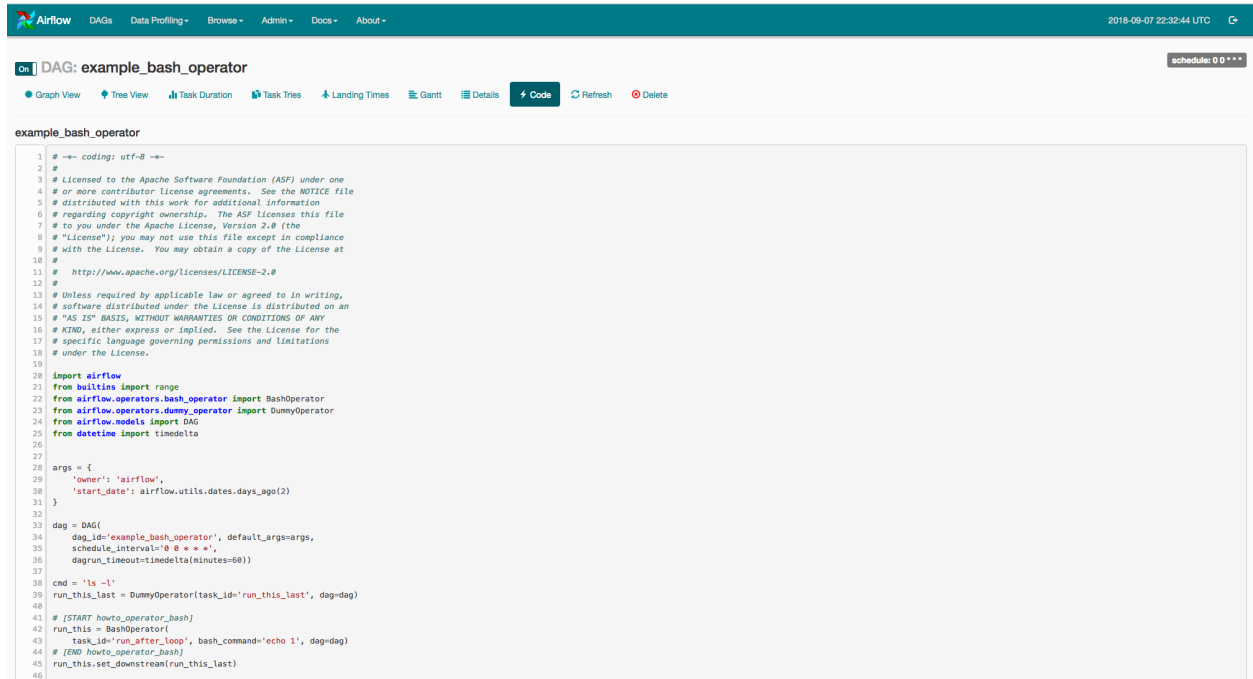 Airflow DAGs Data Profiling Browse Admin Docs About 2018-09-07 22:32:44 UTC
On DAG: example_bash_operator schedule: 0 0 * * *
Graph View Tree View Task Duration Task Tries Landing Times Gantt Details Code Refresh Delete
example_bash_operator
1 # -*- coding: utf-8 -*-
2 #
3 # Licensed to the Apache Software Foundation (ASF) under one
4 # or more contributor license agreements.  See the NOTICE file
5 # distributed with this work for additional information
6 # regarding copyright ownership.  The ASF licenses this file
7 # to you under the Apache License, Version 2.0 (the
8 # "License"); you may not use this file except in compliance
9 # with the License.  You may obtain a copy of the License at
10 #
11 #   http://www.apache.org/licenses/LICENSE-2.0
12 #
13 # Unless required by applicable law or agreed to in writing,
14 # software distributed under the License is distributed on an
15 # "AS IS" BASIS, WITHOUT WARRANTIES OR CONDITIONS OF ANY
16 # KIND, either express or implied.  See the License for the
17 # specific language governing permissions and limitations
18 # under the License.
19
20 import airflow
21 from builtins import range
22 from airflow.operators.bash_operator import BashOperator
23 from airflow.operators.dummy_operator import DummyOperator
24 from airflow.models import DAG
25 from datetime import timedelta
26
27
28 args = {
29     'owner': 'airflow',
30     'start_date': airflow.utils.dates.days_ago(2)
31 }
32
33 dag = DAG(
34     dag_id='example_bash_operator', default_args=args,
35     schedule_interval='0 0 * * *',
36     dagrun_timeout=timedelta(minutes=60))
37
38 cmd = 'ls -l'
39 run_this_last = DummyOperator(task_id='run_this_last', dag=dag)
40
41 # [START howto_operator_bash]
42 run_this = BashOperator(
43     task_id='run_after_loop', bash_command='echo 1', dag=dag)
44 # [END howto_operator_bash]
45 run_this.set_downstream(run_this_last)
46